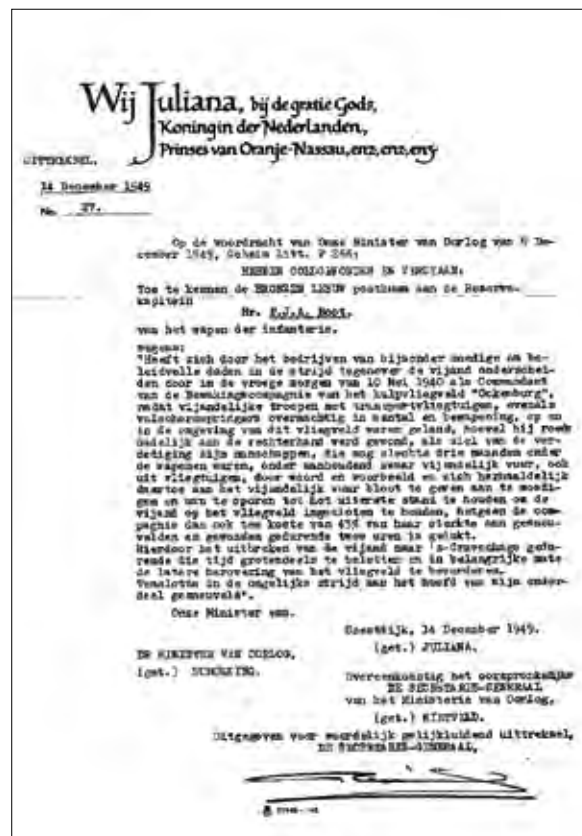 Wij Juliana, bij de gratie Gods,
Koningin der Nederlanden,
Prinses van Oranje-Nassau, enz, enz, enz
UITTREKSEL.
14 December 1949
No. 27.
Op de voordracht van Onze Minister van Oorlog van 8 De-
cember 1949, Geheim Litt. P 266;
HEBBEN GOEDGEVONDEN EN VERSTAAN:
Toe te kennen de BRONZEN LEEUW posthuum aan de Reserve-
kapitein
Mr. Boot,
van het wapen der infanterie.
wegens:
"Heeft zich door het bedrijven van bijzonder moedige en be-
leidvolle daden in de strijd tegenover de vijand onderschei-
den door in de vroege morgen van 10 Mei 1940 als Commandant
van de Bewakingscompagnie van het hulpvliegveld "Ockenburg",
nadat vijandelijke troepen met transportvliegtuigen, evenals
valschermspringers overmachtig in aantal en bewapening, op en
in de omgeving van dit vliegveld waren geland, hoewel hij reeds
dadelijk aan de rechterhand werd gewond, als ziel van de ver-
dediging zijn manschappen, die nog slechts drie maanden onder
de wapenen waren, onder aanhoudend zwaar vijandelijk vuur, ook
uit vliegtuigen, door woord en voorbeeld en zich herhaaldelijk
daartoe aan het vijandelijk vuur bloot te geven aan te moedi-
gen en aan te sporen tot het uiterste stand te houden om de
vijand op het vliegveld ingesloten te houden, hetgeen de com-
pagnie dan ook ten koste van 45% van haar sterkte aan gesneu-
velden en gewonden gedurende twee uren is gelukt.
Hierdoor het uitbreken van de vijand naar 's-Gravenhage gedu-
rende die tijd grotendeels te beletten en in belangrijke mate
de latere herovering van het vliegveld te bevorderen.
Tenslotte in de ongelijke strijd aan het hoofd van zijn onder-
deel gesneuveld".
Onze Minister enz.
Soestdijk, 14 December 1949.
(get.) JULIANA.
DE MINISTER VAN OORLOG,
(get.) SCHOKKING.
Overeenkomstig het oorspronkelijke
DE SECRETARIS-GENERAAL
van het Ministerie van Oorlog,
(get.)
Uitgegeven voor woordelijk gelijkluidend uittreksel,
DE SECRETARIS-GENERAAL,